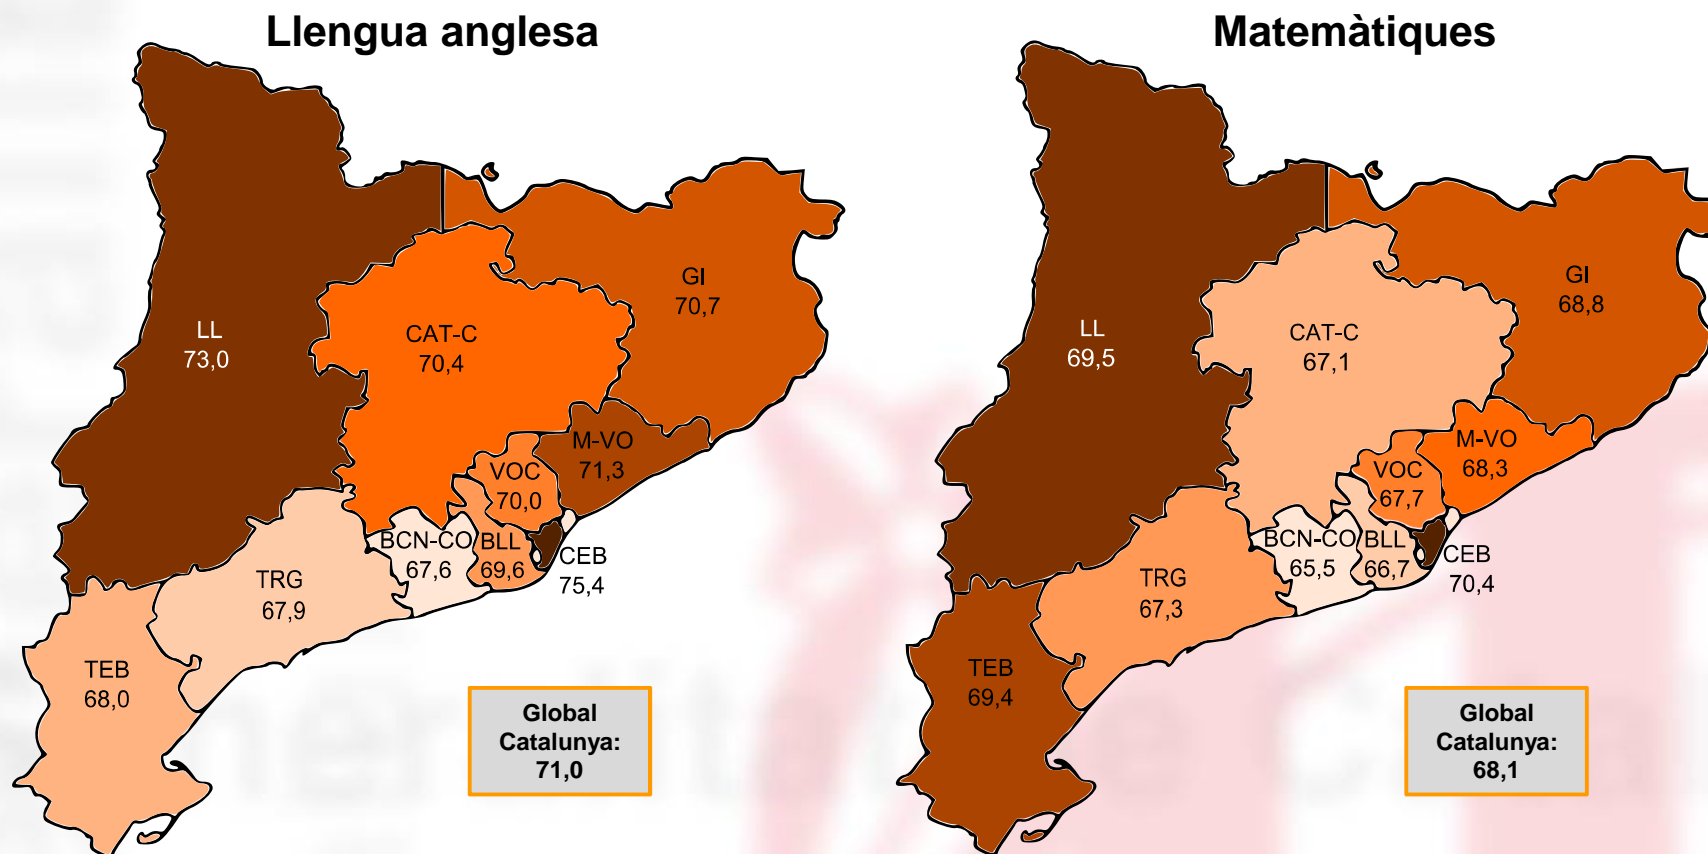 Llengua anglesa
GI
70,7
LL
73,0
CAT-C
70,4
M-VO
71,3
VOC
70,0
BCN-CO
67,6
BLL
69,6
CEB
75,4
TRG
67,9
TEB
68,0
Global
Catalunya:
71,0
Matemàtiques
GI
68,8
LL
69,5
CAT-C
67,1
M-VO
68,3
VOC
67,7
BCN-CO
65,5
BLL
66,7
CEB
70,4
TRG
67,3
TEB
69,4
Global
Catalunya:
68,1